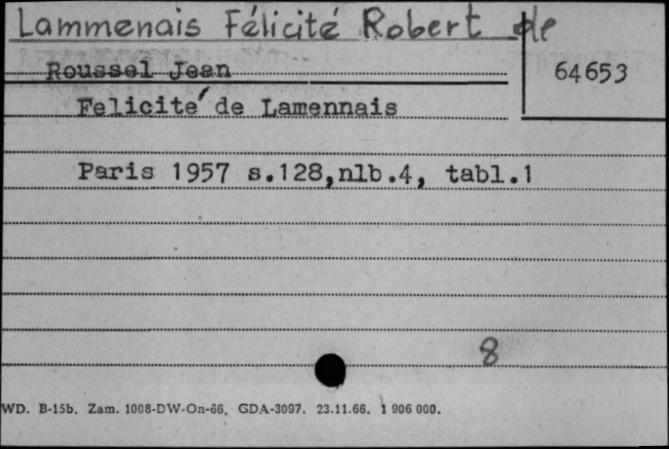 Lammenais Félicité Robert de
64653
Roussel Jean
Felicité de Lamennais
Paris 1957 s.128,nlb.4, tabl.1
8
WD. B-15b. Zam. 1008-DW-On-66. GDA-3097. 23.11.66. 1 906 000.